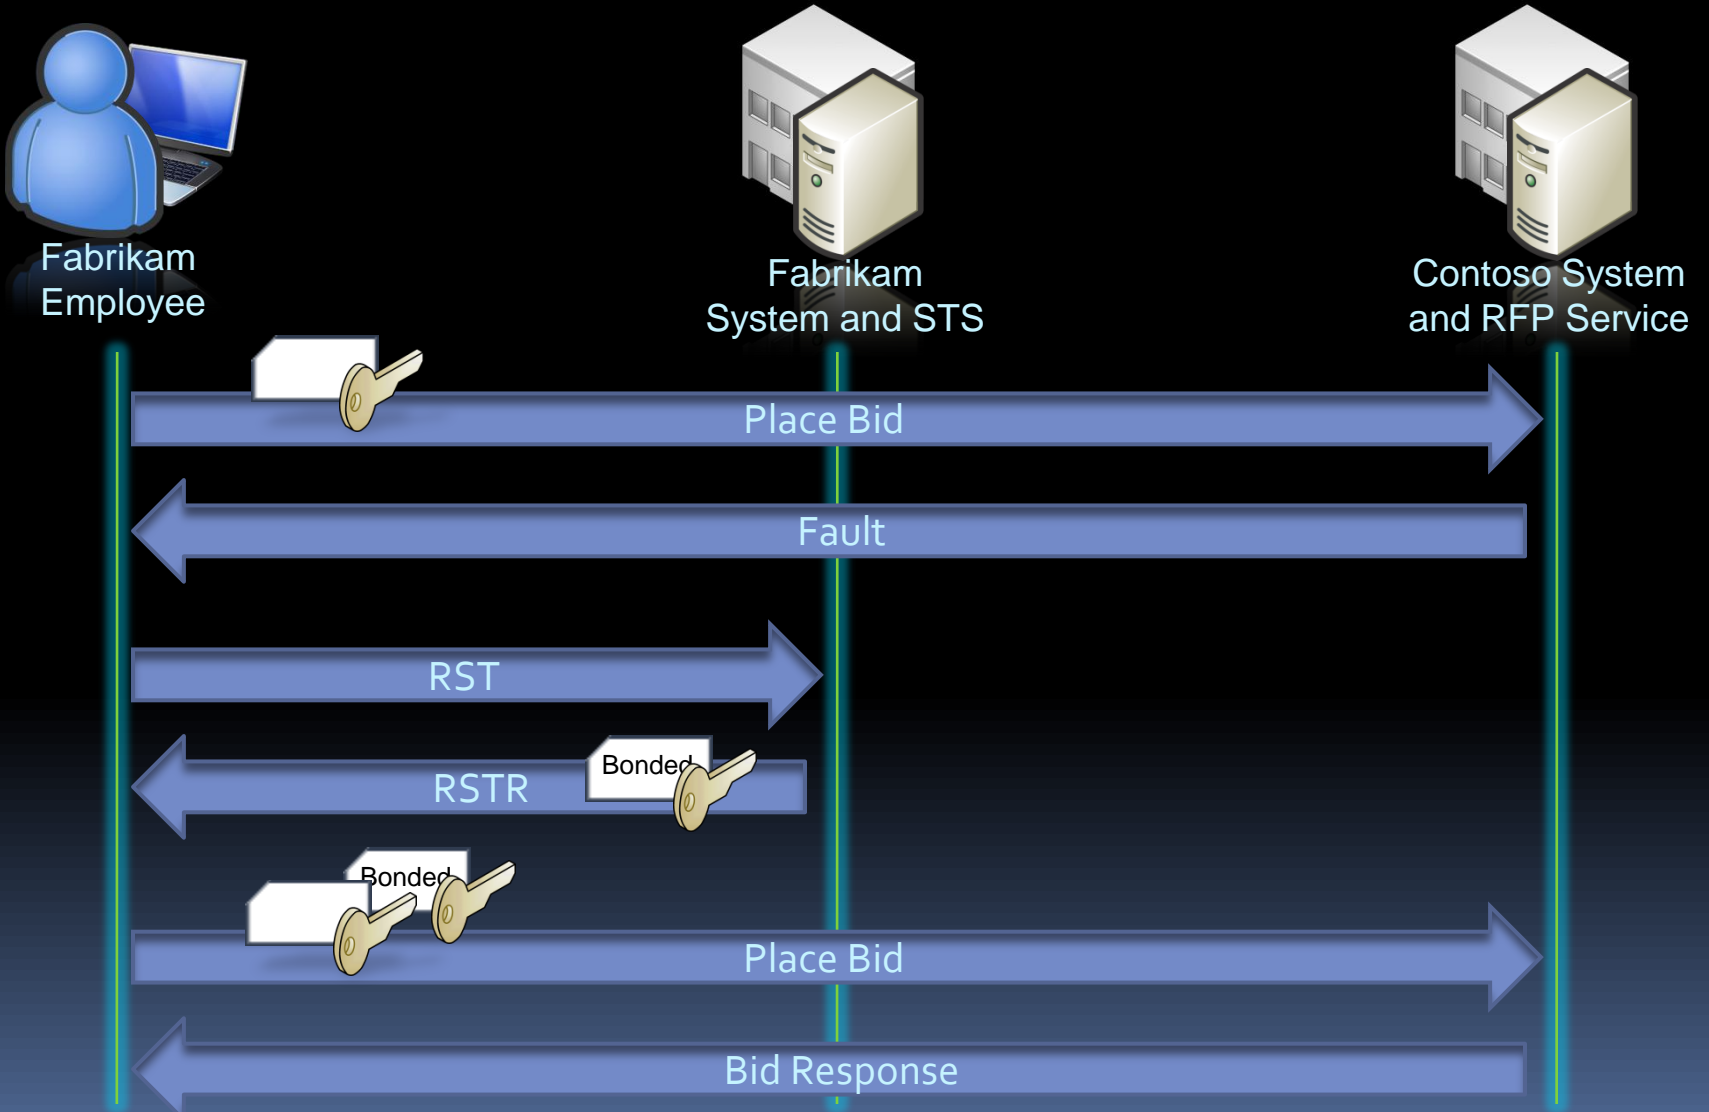 Fabrikam
Employee
Fabrikam
System and STS
Contoso System
and RFP Service
Place Bid
Fault
RST
RSTR
Bonded
Bonded
Place Bid
Bid Response